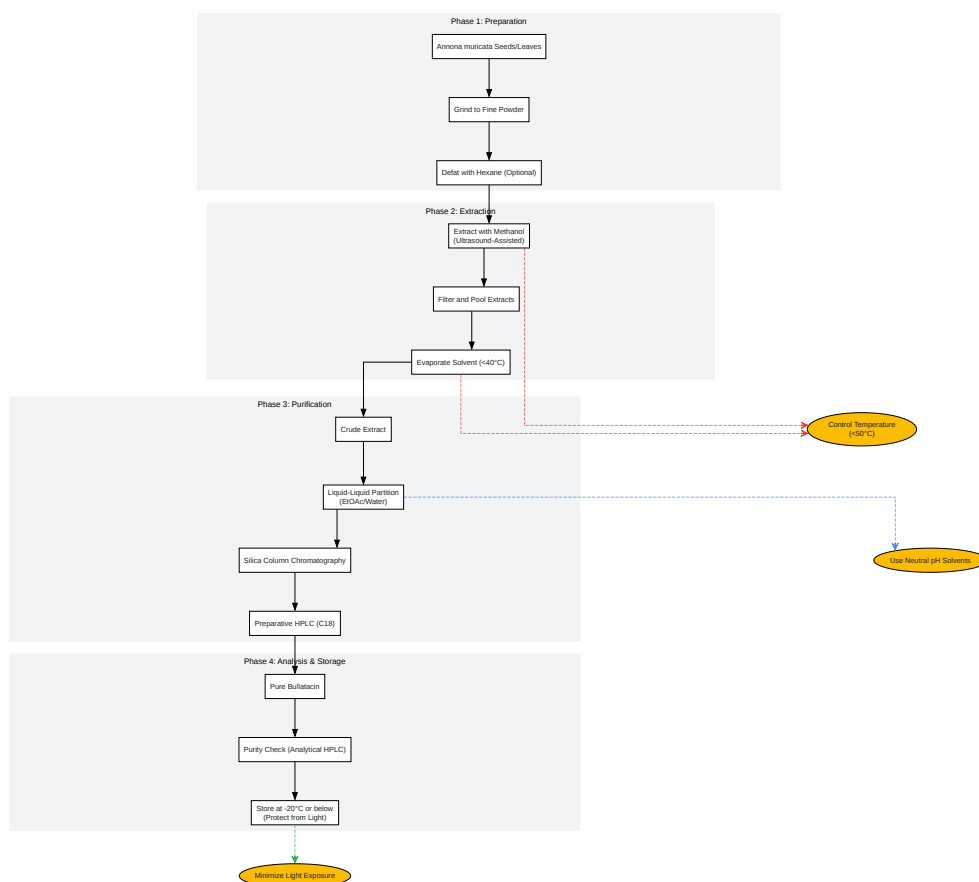 Phase 1: Preparation
Annona muricata Seeds/Leaves
Grind to Fine Powder
Defat with Hexane (Optional)
Phase 2: Extraction
Extract with Methanol
(Ultrasound-Assisted)
Filter and Pool Extracts
Evaporate Solvent (<40°C)
Phase 3: Purification
Crude Extract
Control Temperature
(<50°C)
Liquid-Liquid Partition
(EtOAc/Water)
Silica Column Chromatography
Use Neutral pH Solvents
Preparative HPLC (C18)
Phase 4: Analysis & Storage
Pure Bullatacin
Purity Check (Analytical HPLC)
Store at -20°C or below
(Protect from Light)
Minimize Light Exposure